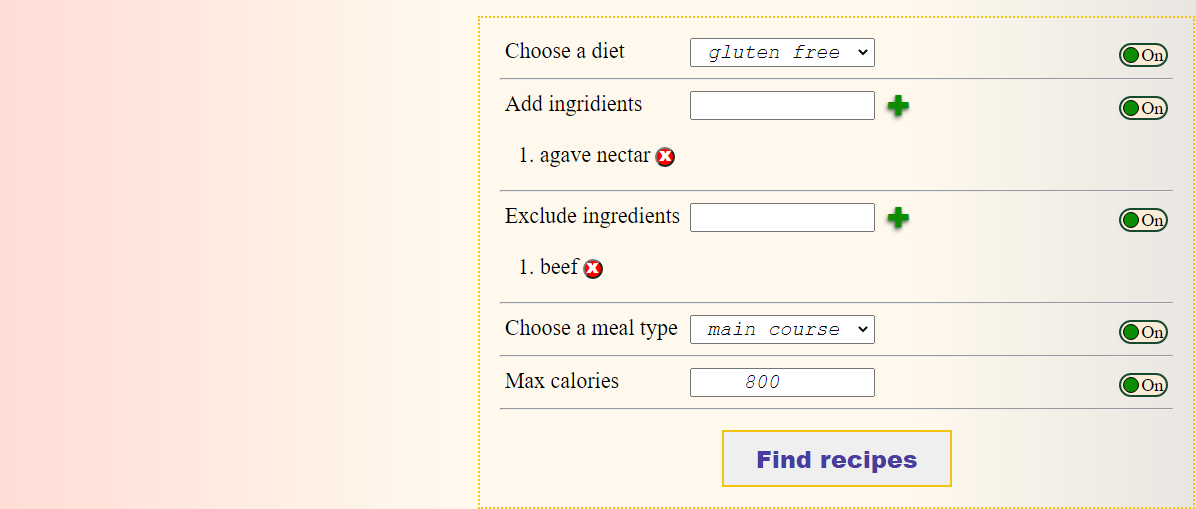 Choose a diet gluten free On
Add ingridients On
1. agave nectar X
Exclude ingredients On
1. beef X
Choose a meal type main course On
Max calories 800 On
Find recipes